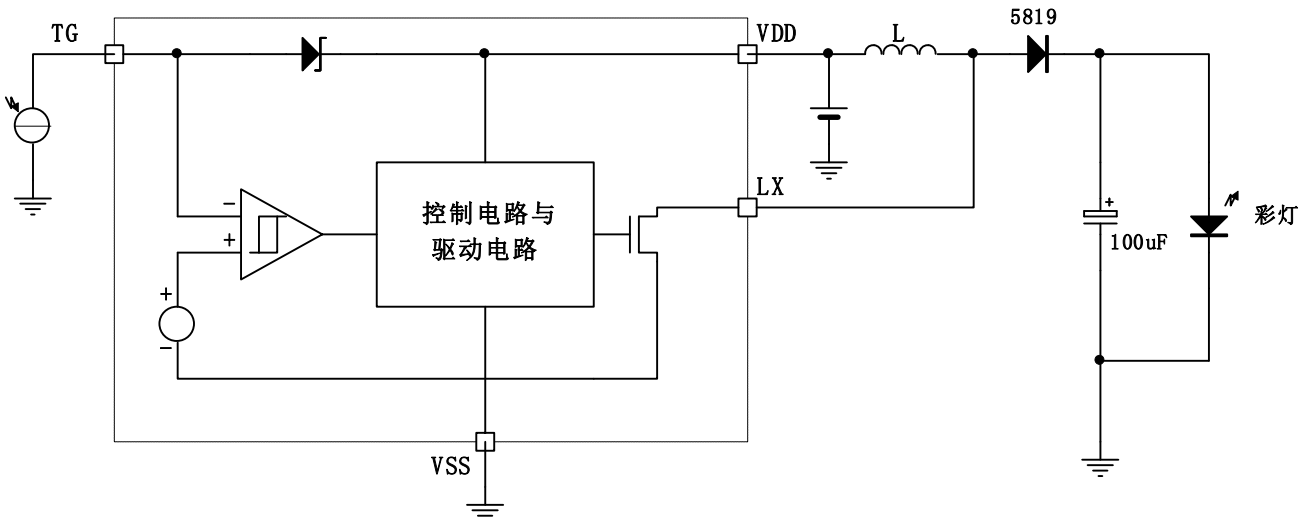 TG
VDD
L
5819
LX
控制电路与
驱动电路
−
+
+
−
+
100uF
彩灯
VSS